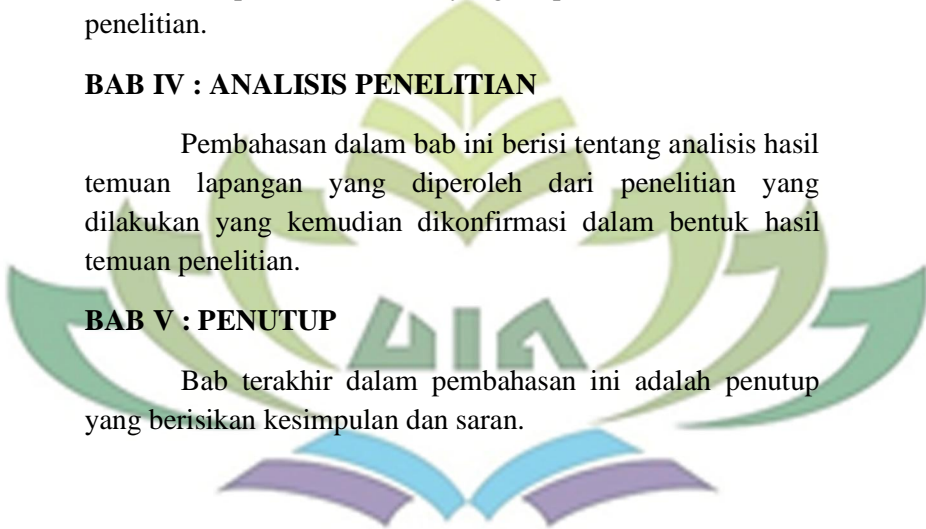 penelitian.
BAB IV : ANALISIS PENELITIAN
Pembahasan dalam bab ini berisi tentang analisis hasil
temuan lapangan yang diperoleh dari penelitian yang
dilakukan yang kemudian dikonfirmasi dalam bentuk hasil
temuan penelitian.
BAB V : PENUTUP
UIN
Bab terakhir dalam pembahasan ini adalah penutup
yang berisikan kesimpulan dan saran.